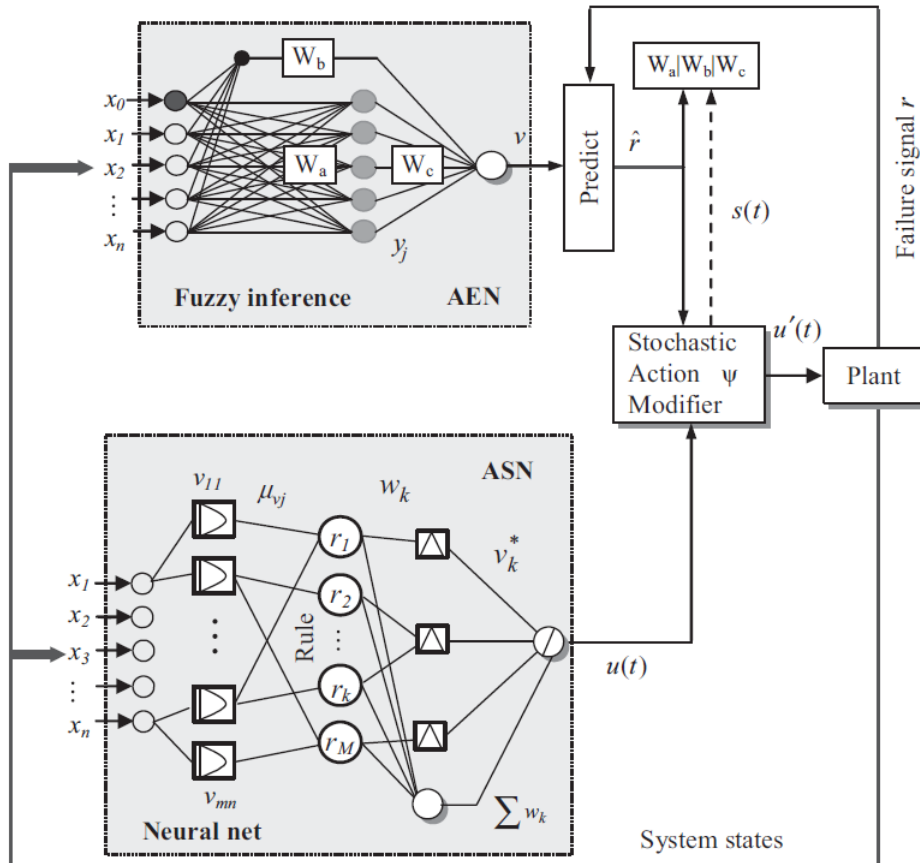 W_b
W_a|W_b|W_c
x_0
x_1
x_2
⋮
x_n
W_a
W_c
y_j
v
Predict
r̂
s(t)
Failure signal r
Fuzzy inference
AEN
Stochastic
Action ψ
Modifier
u′(t)
Plant
ASN
v_11
μ_vj
w_k
v_k^*
x_1
x_2
x_3
⋮
x_n
r_1
r_2
...
r_k
r_M
Rule
⋮
v_mn
u(t)
∑ w_k
Neural net
System states